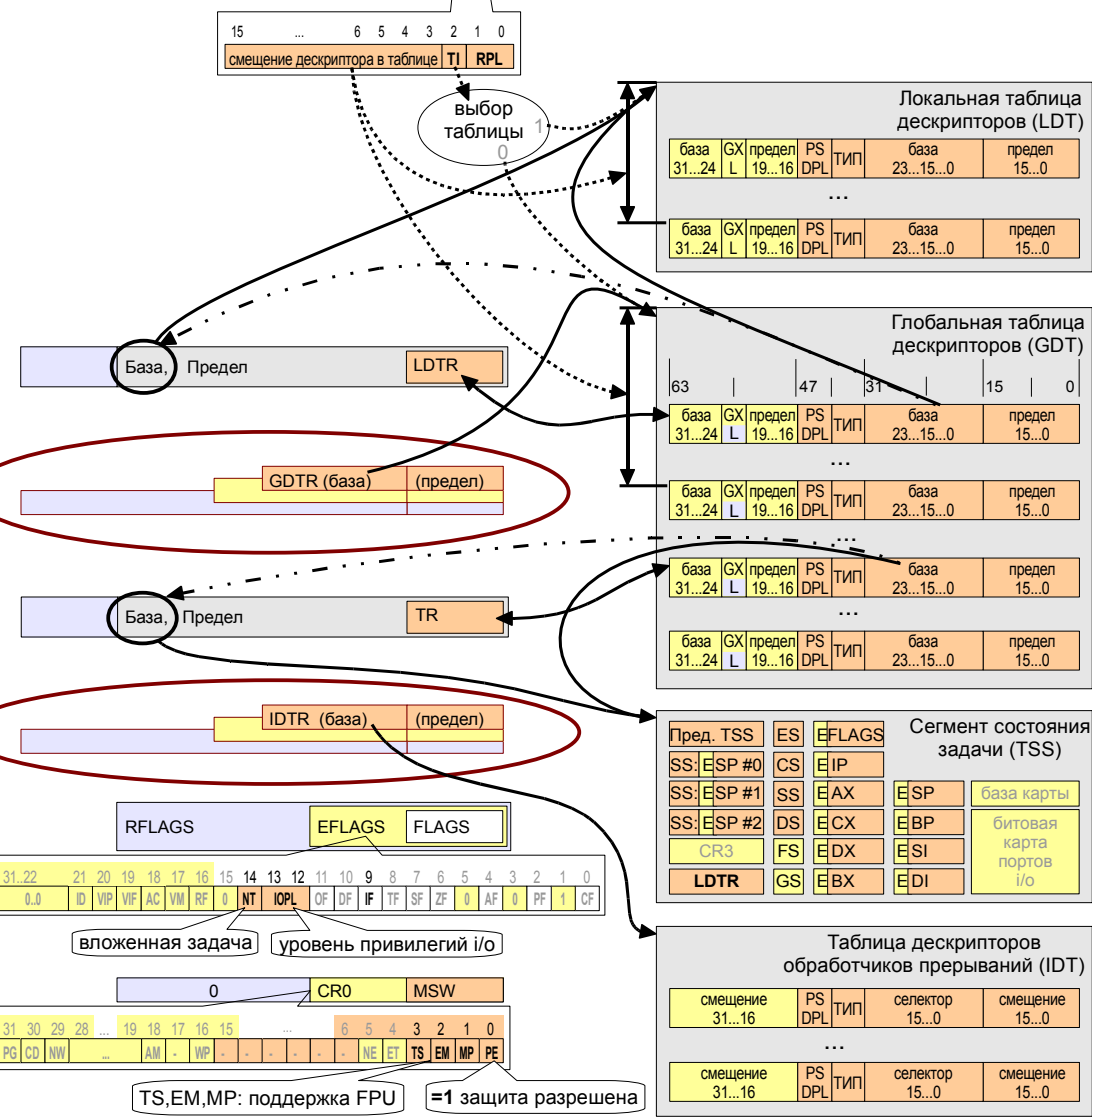 15 ... 6 5 4 3 2 1 0
смещение дескриптора в таблице TI RPL
выбор
таблицы
1
0
Локальная таблица
дескрипторов (LDT)
база GX предел PS ТИП база предел
31...24 L 19...16 DPL 23...15...0 15...0
...
база GX предел PS ТИП база предел
31...24 L 19...16 DPL 23...15...0 15...0
Глобальная таблица
дескрипторов (GDT)
63 47 31 15 0
база GX предел PS ТИП база предел
31...24 L 19...16 DPL 23...15...0 15...0
...
база GX предел PS ТИП база предел
31...24 L 19...16 DPL 23...15...0 15...0
...
база GX предел PS ТИП база предел
31...24 L 19...16 DPL 23...15...0 15...0
...
база GX предел PS ТИП база предел
31...24 L 19...16 DPL 23...15...0 15...0
База, Предел LDTR
GDTR (база) (предел)
База, Предел TR
IDTR (база) (предел)
Сегмент состояния
задачи (TSS)
Пред. TSS ES EFLAGS
SS: ESP #0 CS EIP
SS: ESP #1 SS EAX ESP база карты
SS: ESP #2 DS ECX EBP битовая
CR3 FS EDX ESI карта
портов
LDTR GS EBX EDI i/o
RFLAGS EFLAGS FLAGS
31..22 21 20 19 18 17 16 15 14 13 12 11 10 9 8 7 6 5 4 3 2 1 0
0..0 ID VIP VIF AC VM RF 0 NT IOPL OF DF IF TF SF ZF 0 AF 0 PF 1 CF
вложенная задача уровень привилегий i/o
0 CR0 MSW
31 30 29 28 ... 19 18 17 16 15 ... 6 5 4 3 2 1 0
PG CD NW ... AM - WP - - - - - - NE ET TS EM MP PE
TS,EM,MP: поддержка FPU =1 защита разрешена
Таблица дескрипторов
обработчиков прерываний (IDT)
смещение PS ТИП селектор смещение
31...16 DPL 15...0 15...0
...
смещение PS ТИП селектор смещение
31...16 DPL 15...0 15...0